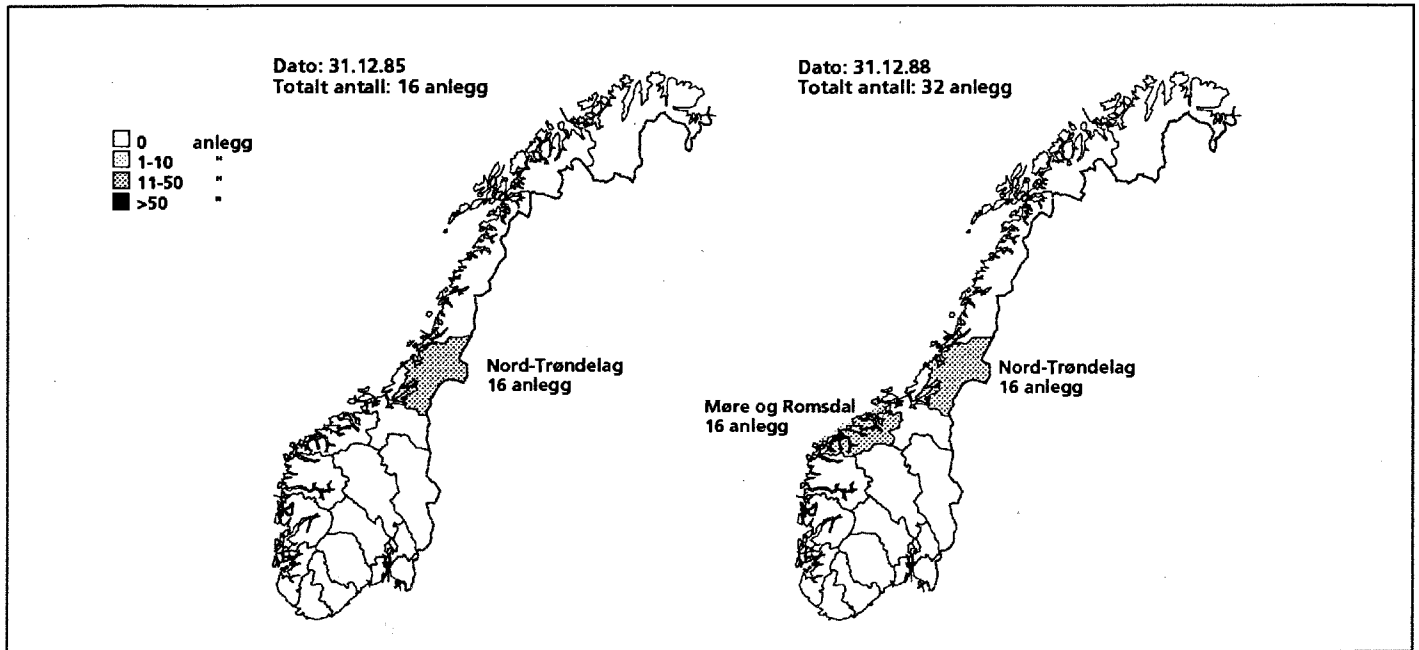 Dato: 31.12.85
Totalt antall: 16 anlegg
0 anlegg
1-10 "
11-50 "
>50 "
Nord-Trøndelag
16 anlegg
Dato: 31.12.88
Totalt antall: 32 anlegg
Nord-Trøndelag
16 anlegg
Møre og Romsdal
16 anlegg